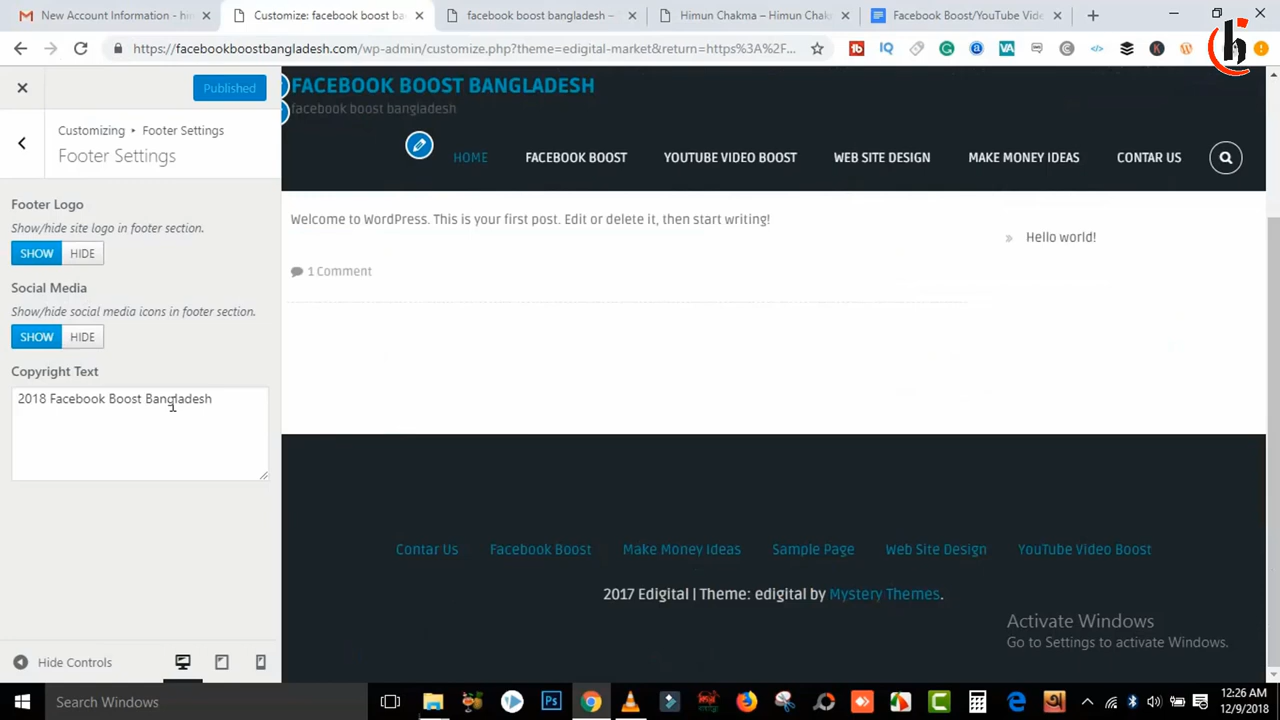 New Account Information - hi
Customize: facebook boost ba
facebook boost bangladesh –
Himun Chakma – Himun Chak
Facebook Boost/YouTube Vide
https://facebookboostbangladesh.com/wp-admin/customize.php?theme=edigital-market&return=https%3A%2F...
Published
Customizing ▸ Footer Settings
Footer Settings
Footer Logo
Show/hide site logo in footer section.
SHOW HIDE
Social Media
Show/hide social media icons in footer section.
SHOW HIDE
Copyright Text
2018 Facebook Boost Bangladesh
Hide Controls
FACEBOOK BOOST BANGLADESH
facebook boost bangladesh
HOME FACEBOOK BOOST YOUTUBE VIDEO BOOST WEB SITE DESIGN MAKE MONEY IDEAS CONTAR US
Welcome to WordPress. This is your first post. Edit or delete it, then start writing!
Hello world!
1 Comment
Contar Us Facebook Boost Make Money Ideas Sample Page Web Site Design YouTube Video Boost
2017 Edigital | Theme: edigital by Mystery Themes.
Activate Windows
Go to Settings to activate Windows.
Search Windows
12:26 AM
12/9/2018